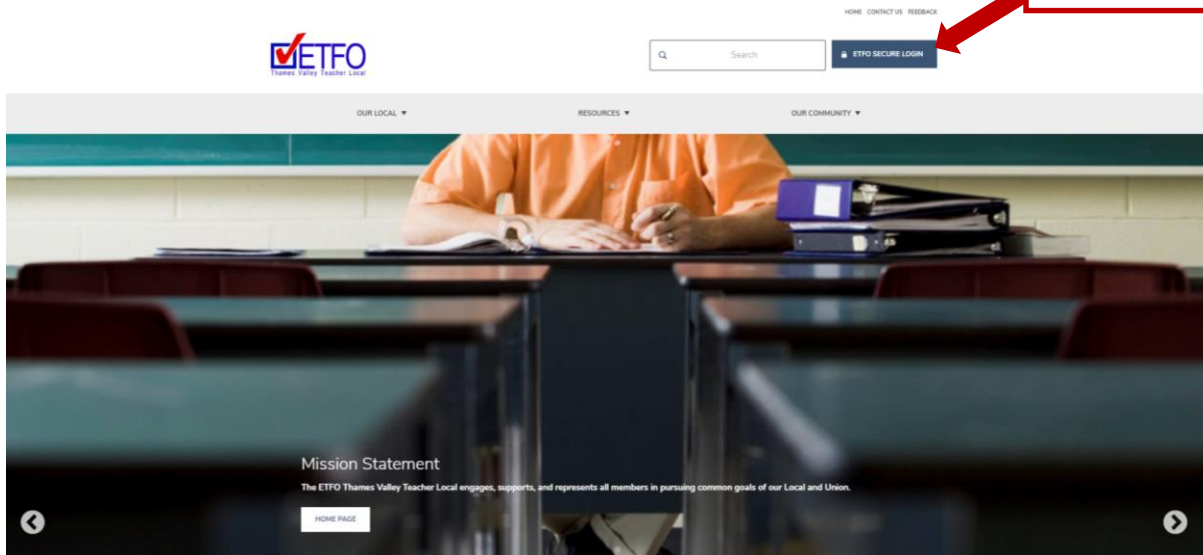 HOME CONTACT US FEEDBACK
ETFO
Thames Valley Teacher Local
Search
ETFO SECURE LOGIN
OUR LOCAL
RESOURCES
OUR COMMUNITY
Mission Statement
The ETFO Thames Valley Teacher Local engages, supports, and represents all members in pursuing common goals of our Local and Union.
HOME PAGE